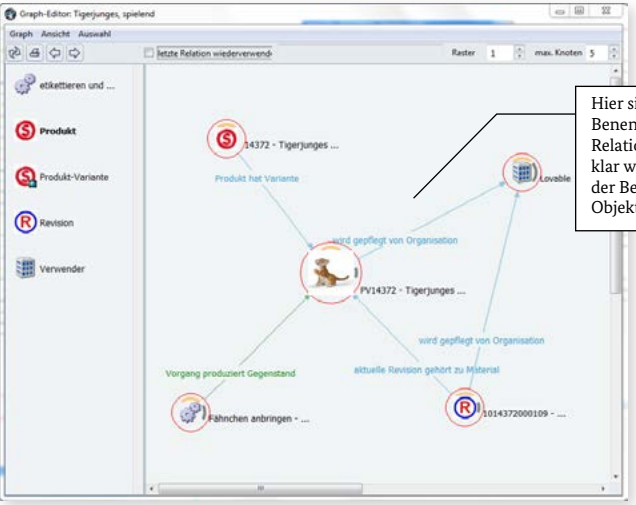 Graph-Editor: Tigerjunges, spielend
Graph Ansicht Auswahl
letzte Relation wiederverwend
Raster 1 max. Knoten 5
etikettieren und ...
Produkt
Produkt-Variante
Revision
Verwender
14372 - Tigerjunges ...
Produkt hat Variante
Lovable
wird gepflegt von Organisation
PV14372 - Tigerjunges ...
wird gepflegt von Organisation
Vorgang produziert Gegenstand
aktuelle Revision gehört zu Material
Fähnchen anbringen - ...
R
1014372000109 - ...
Hier si
Benen
Relatio
klar w
der Be
Objekt